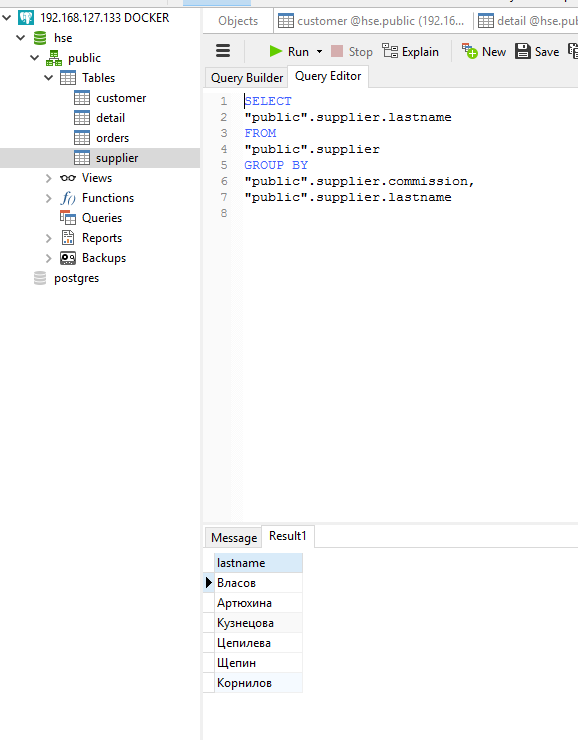 192.168.127.133 DOCKER
hse
public
Tables
customer
detail
orders
supplier
Views
Functions
Queries
Reports
Backups
postgres
Objects
customer @hse.public (192.16...
detail @hse.pu
Run
Stop
Explain
New
Save
Query Builder
Query Editor
1 SELECT
2 "public".supplier.lastname
3 FROM
4 "public".supplier
5 GROUP BY
6 "public".supplier.commission,
7 "public".supplier.lastname
8
Message
Result1
lastname
Власов
Артюхина
Кузнецова
Цепилева
Щепин
Корнилов